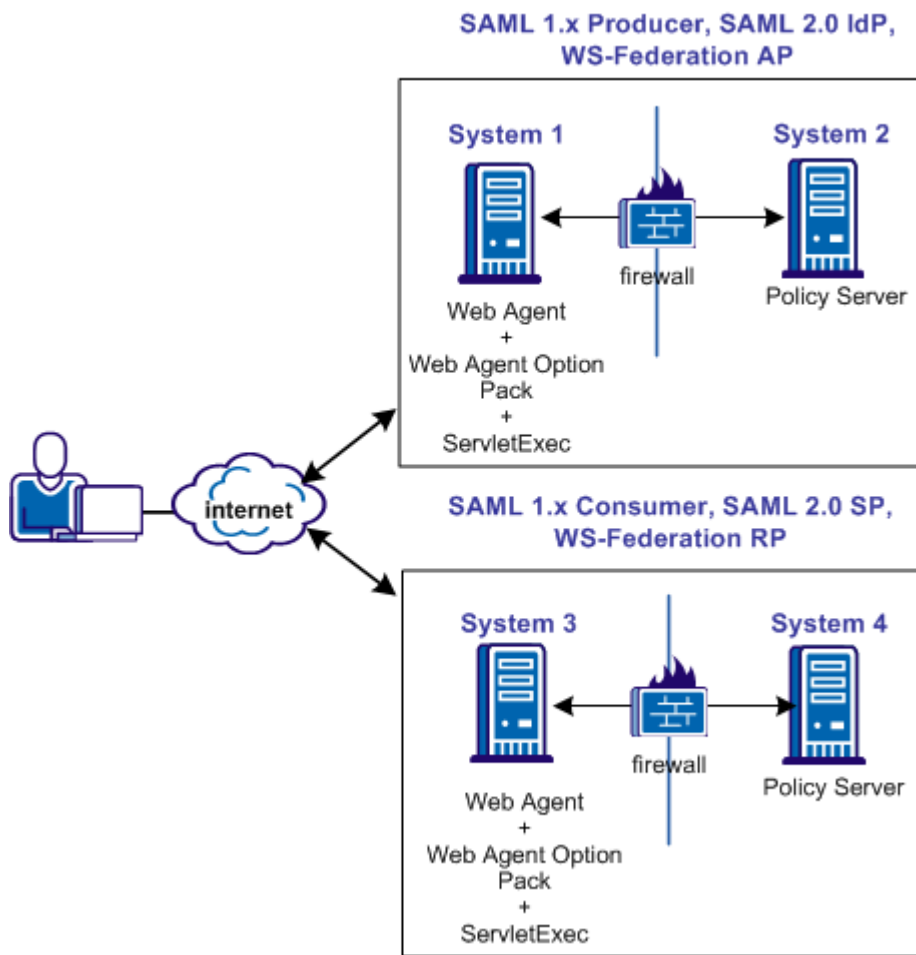 SAML 1.x Producer, SAML 2.0 IdP,
WS-Federation AP
System 1
System 2
firewall
Policy Server
Web Agent
+
Web Agent Option
Pack
+
ServletExec
internet
SAML 1.x Consumer, SAML 2.0 SP,
WS-Federation RP
System 3
System 4
firewall
Policy Server
Web Agent
+
Web Agent Option
Pack
+
ServletExec